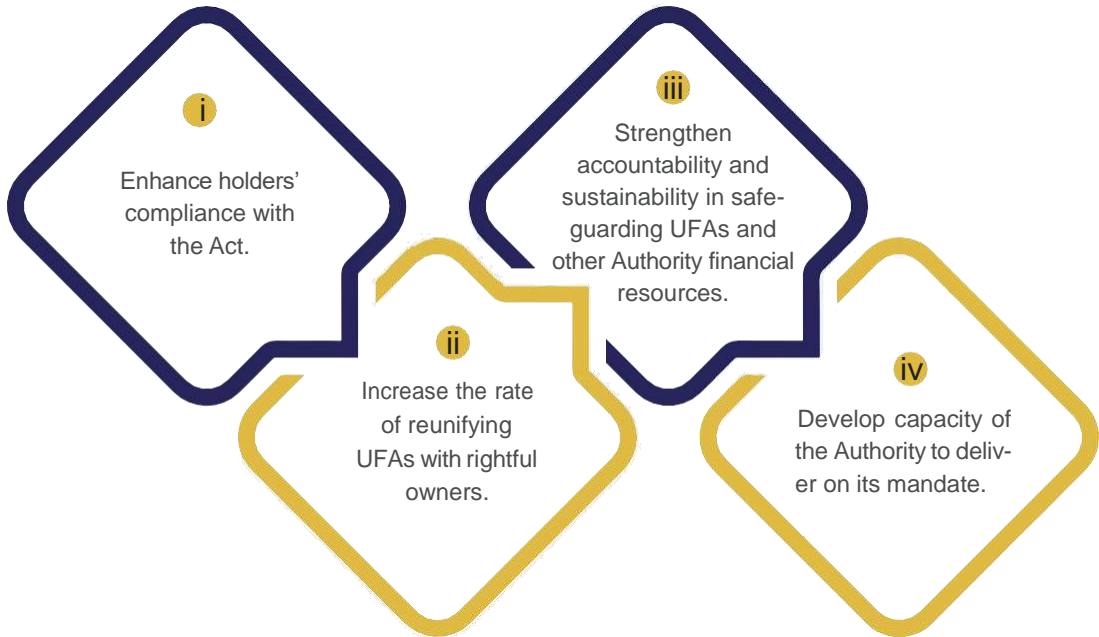 i
Enhance holders’
compliance with
the Act.
ii
Increase the rate
of reunifying
UFAs with rightful
owners.
iii
Strengthen
accountability and
sustainability in safe-
guarding UFAs and
other Authority financial
resources.
iv
Develop capacity of
the Authority to deliv-
er on its mandate.